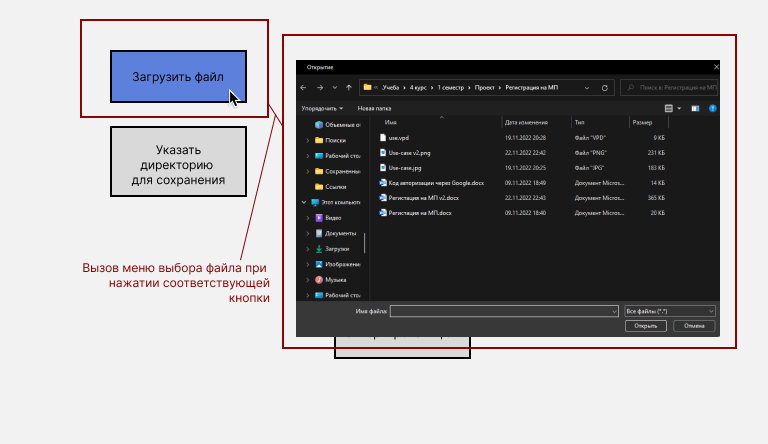 Загрузить файл
Указать
директорию
для сохранения
Вызов меню выбора файла при
нажатии соответствующей
кнопки
Открытие
« Учеба › 4 курс › 1 семестр › Проект › Регистрация на МП
Поиск в: Регистрация на МП
Упорядочить
Новая папка
Имя
Дата изменения
Тип
Размер
Объемные о
Поиски
Рабочий стол
Сохраненные
Ссылки
Этот компьюте
Видео
Документы
Загрузки
Изображени
Музыка
Рабочий стол
use.vpd 19.11.2022 20:28 Файл "VPD" 9 КБ
Use-case v2.png 22.11.2022 22:42 Файл "PNG" 231 КБ
Use-case.jpg 19.11.2022 20:25 Файл "JPG" 183 КБ
Код авторизации через Google.docx 09.11.2022 18:49 Документ Micros... 14 КБ
Регистация на МП v2.docx 22.11.2022 22:43 Документ Micros... 365 КБ
Регистация на МП.docx 09.11.2022 18:40 Документ Micros... 20 КБ
Имя файла:
Все файлы (*.*)
Открыть
Отмена